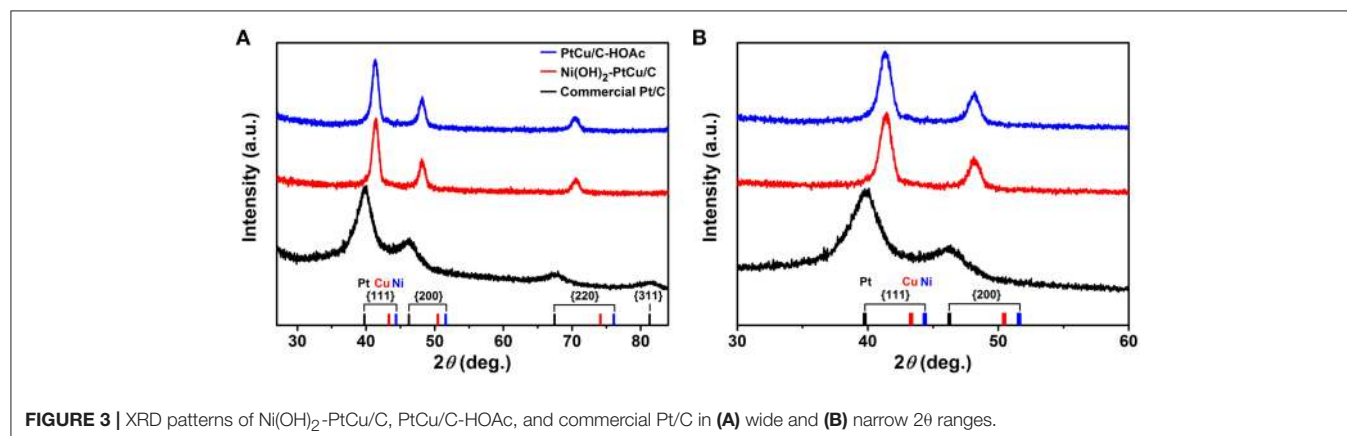 A
B
PtCu/C-HOAc
Ni(OH)2-PtCu/C
Commercial Pt/C
Intensity (a.u.)
Pt Cu Ni
{111} {200} {220} {311}
30 40 50 60 70 80
2θ (deg.)
Intensity (a.u.)
Pt Cu Ni
{111} {200}
30 40 50 60
2θ (deg.)
FIGURE 3 | XRD patterns of Ni(OH)2-PtCu/C, PtCu/C-HOAc, and commercial Pt/C in (A) wide and (B) narrow 2θ ranges.